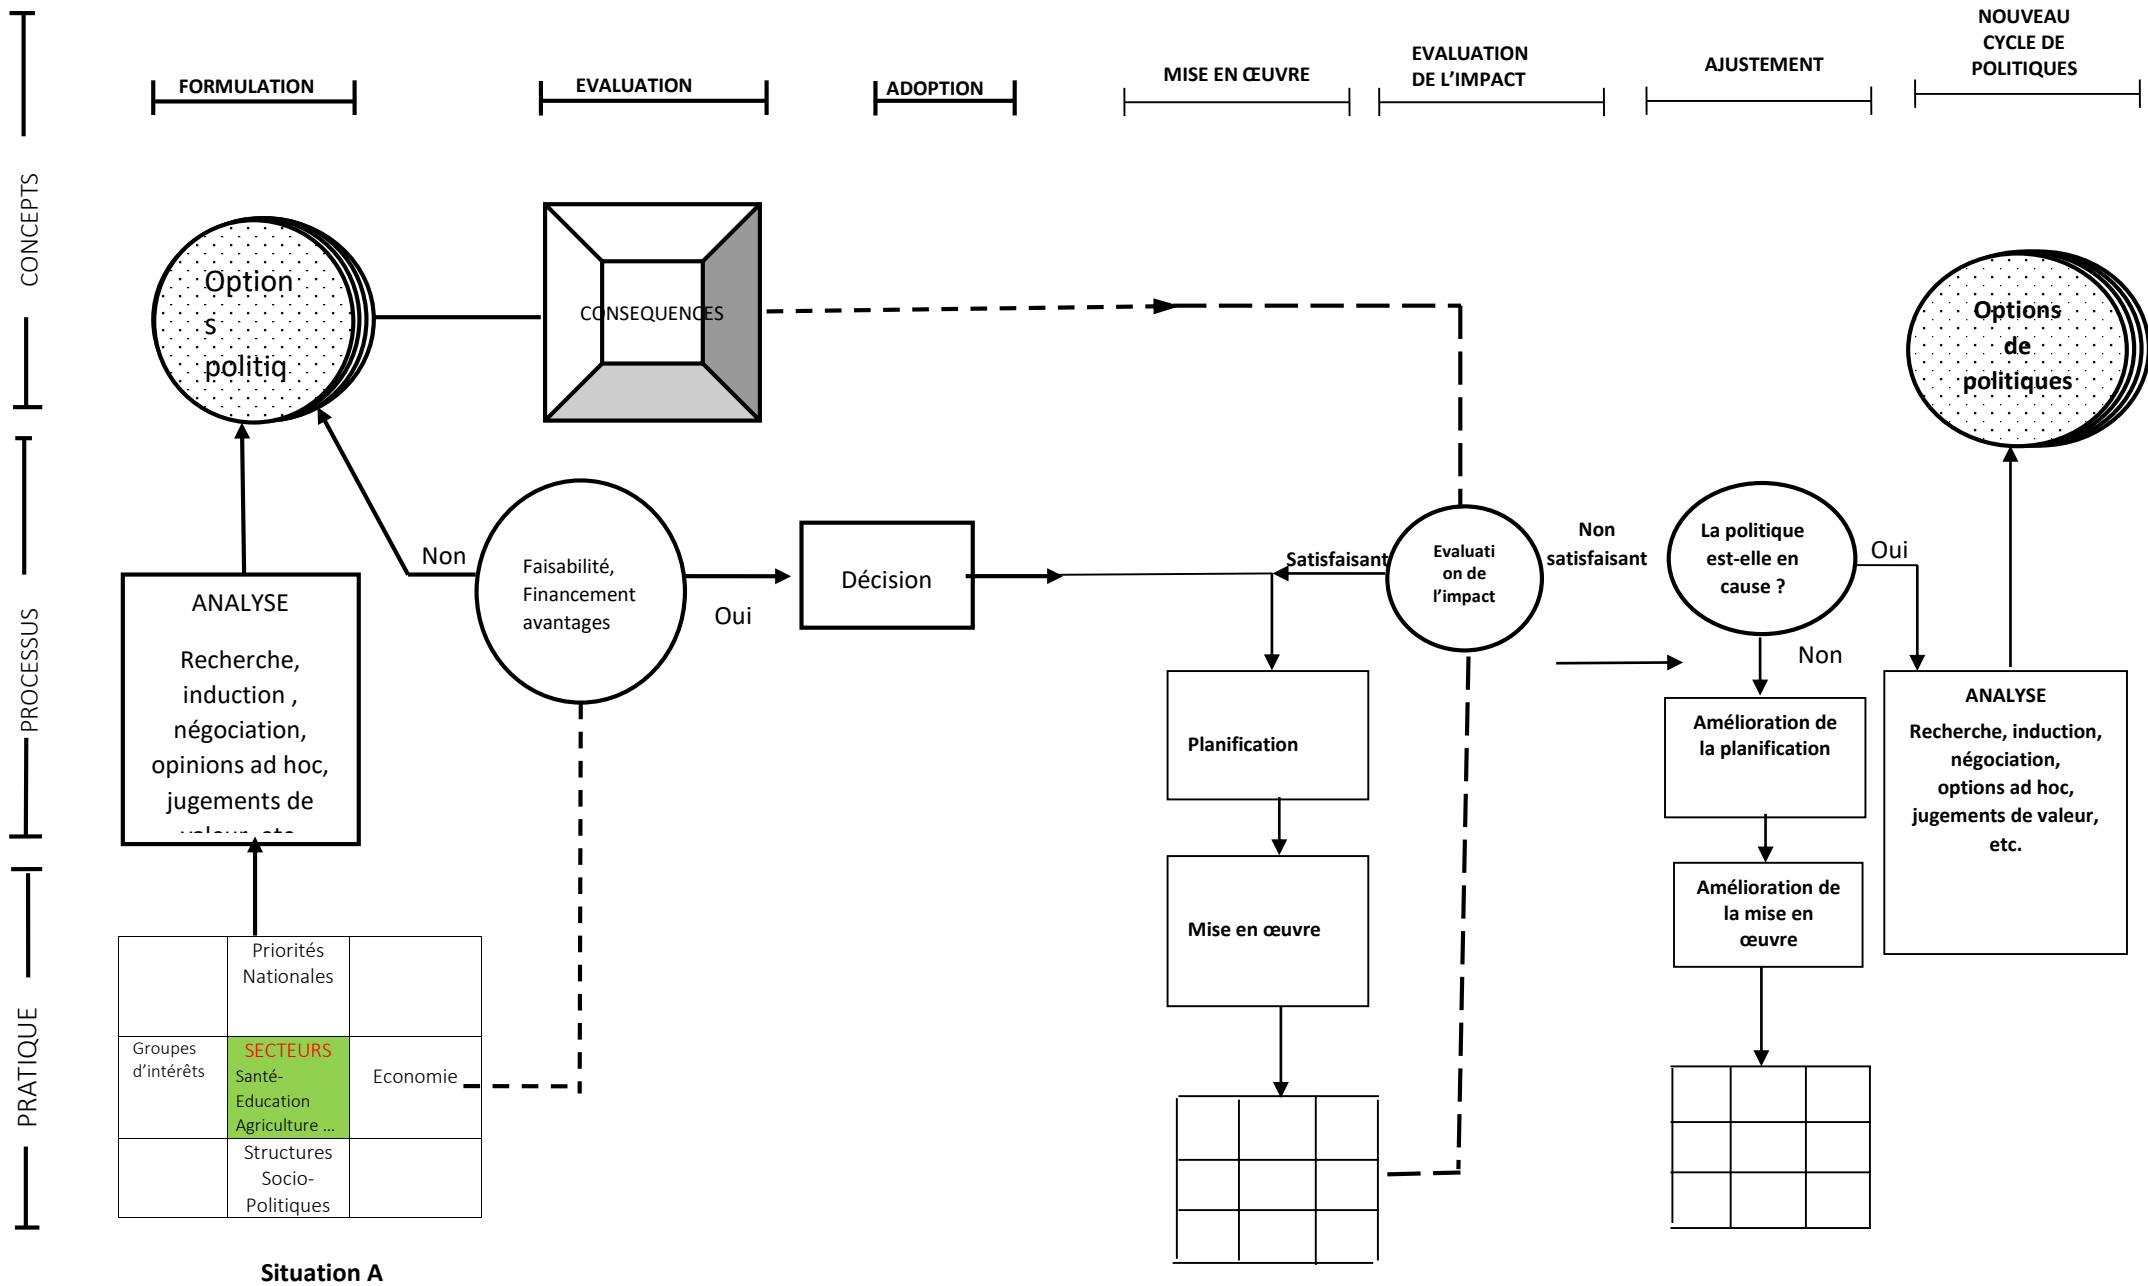 NOUVEAU
CYCLE DE
POLITIQUES
FORMULATION
EVALUATION
ADOPTION
MISE EN ŒUVRE
EVALUATION
DE L'IMPACT
AJUSTEMENT
CONCEPTS
Option
s
politiq
CONSEQUENCES
Options
de
politiques
PROCESSUS
ANALYSE
Recherche,
induction ,
négociation,
opinions ad hoc,
jugements de
valeur, etc
Non
Faisabilité,
Financement
avantages
Oui
Décision
Satisfaisant
Evaluati
on de
l'impact
Non
satisfaisant
La politique
est-elle en
cause ?
Oui
Non
Planification
Mise en œuvre
Amélioration de
la planification
Amélioration de
la mise en
œuvre
ANALYSE
Recherche, induction,
négociation,
options ad hoc,
jugements de valeur,
etc.
PRATIQUE
Priorités
Nationales
Groupes
d'intérêts
SECTEURS
Santé-
Education
Agriculture ...
Economie
Structures
Socio-
Politiques
Situation A